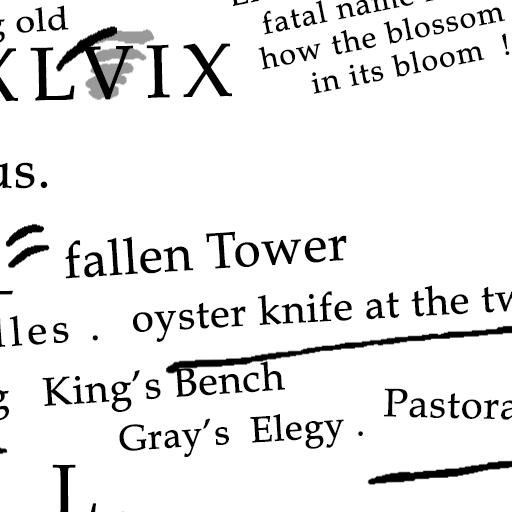 old
fatal name
how the blossom
in its bloom !
XLVIX
us.
fallen Tower
lles . oyster knife at the tw
King’s Bench
Gray’s Elegy . Pastora
L